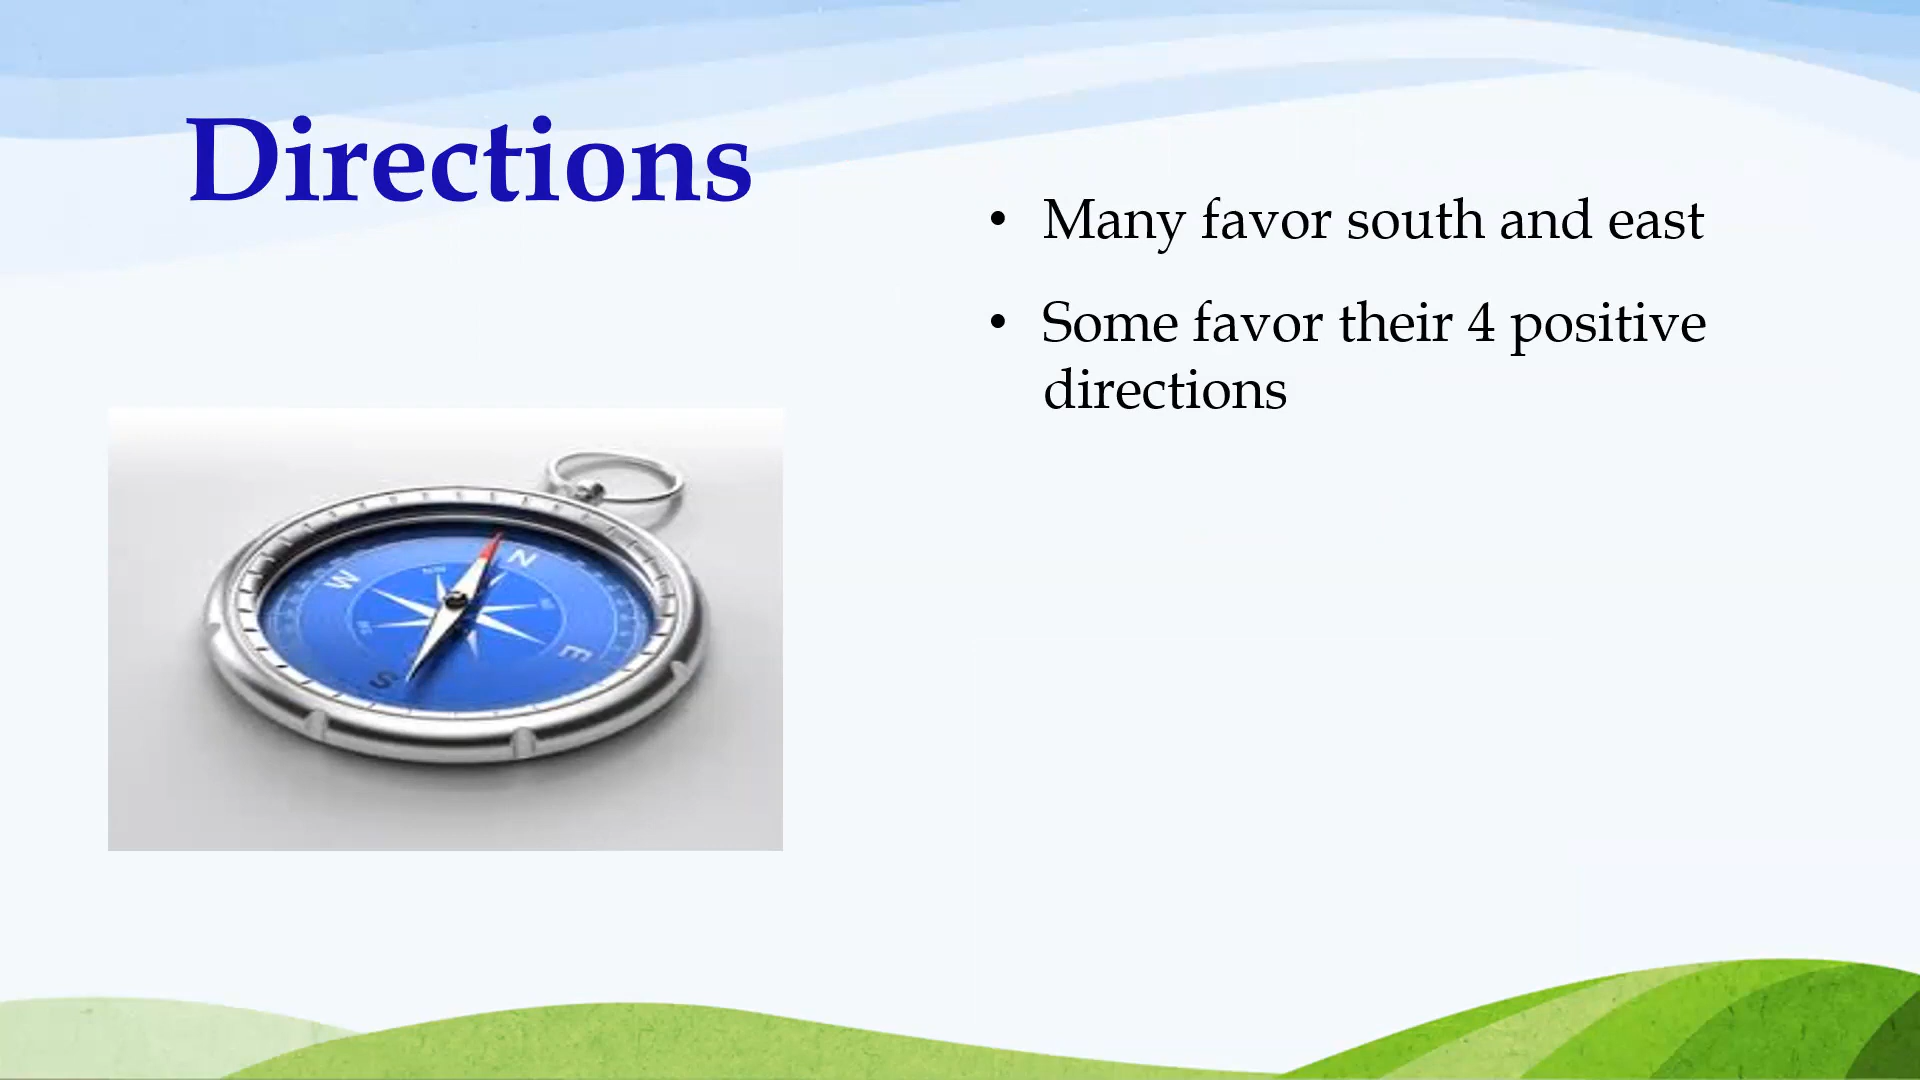 Directions
• Many favor south and east
• Some favor their 4 positive
directions
N
W
E
S